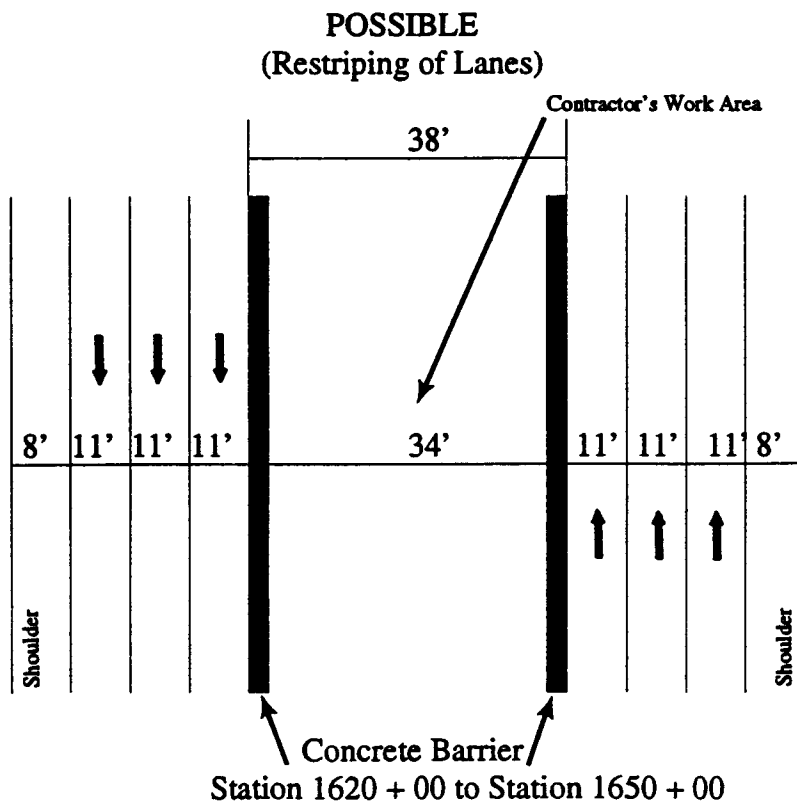 POSSIBLE
(Restriping of Lanes)
Contractor's Work Area
38'
8' 11' 11' 11' 34' 11' 11' 11' 8'
Shoulder
Shoulder
Concrete Barrier
Station 1620 + 00 to Station 1650 + 00